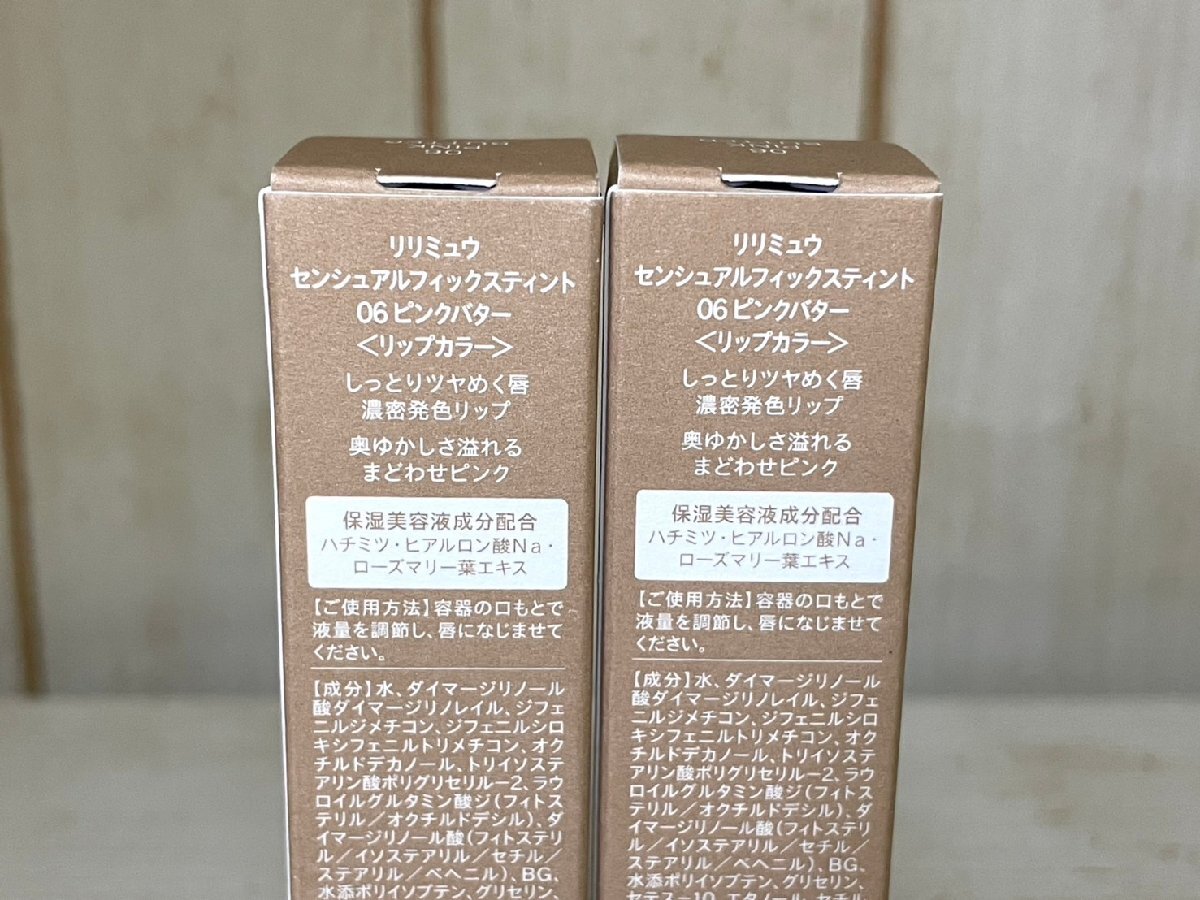 リリミュウ
センシュアルフィックスティント
06 ピンクバター
<リップカラー>
しっとりツヤめく唇
濃密発色リップ
奥ゆかしさ溢れる
まどわせピンク
保湿美容液成分配合
ハチミツ・ヒアルロン酸Na・
ローズマリー葉エキス
【ご使用方法】容器の口もとで
液量を調節し、唇になじませて
ください。
【成分】水、ダイマージリノール
酸ダイマージリノレイル、ジフェ
ニルジメチコン、ジフェニルシロ
キシフェニルトリメチコン、オク
チルドデカノール、トリイソステ
アリン酸ポリグリセリルー2、ラウ
ロイルグルタミン酸ジ(フィトス
テリル/オクチルドデシル)、ダ
イマージリノール酸(フィトステリ
ル/イソステアリル/セチル/
ステアリル/ベヘニル)、BG、
水添ポリイソブテン、グリセリン、
リリミュウ
センシュアルフィックスティント
06 ピンクバター
<リップカラー>
しっとりツヤめく唇
濃密発色リップ
奥ゆかしさ溢れる
まどわせピンク
保湿美容液成分配合
ハチミツ・ヒアルロン酸Na・
ローズマリー葉エキス
【ご使用方法】容器の口もとで
液量を調節し、唇になじませて
ください。
【成分】水、ダイマージリノール
酸ダイマージリノレイル、ジフェ
ニルジメチコン、ジフェニルシロ
キシフェニルトリメチコン、オク
チルドデカノール、トリイソステ
アリン酸ポリグリセリルー2、ラウ
ロイルグルタミン酸ジ(フィトス
テリル/オクチルドデシル)、ダ
イマージリノール酸(フィトステリ
ル/イソステアリル/セチル/
ステアリル/ベヘニル)、BG、
水添ポリイソブテン、グリセリン、
セテス-10、エタノール、セチル